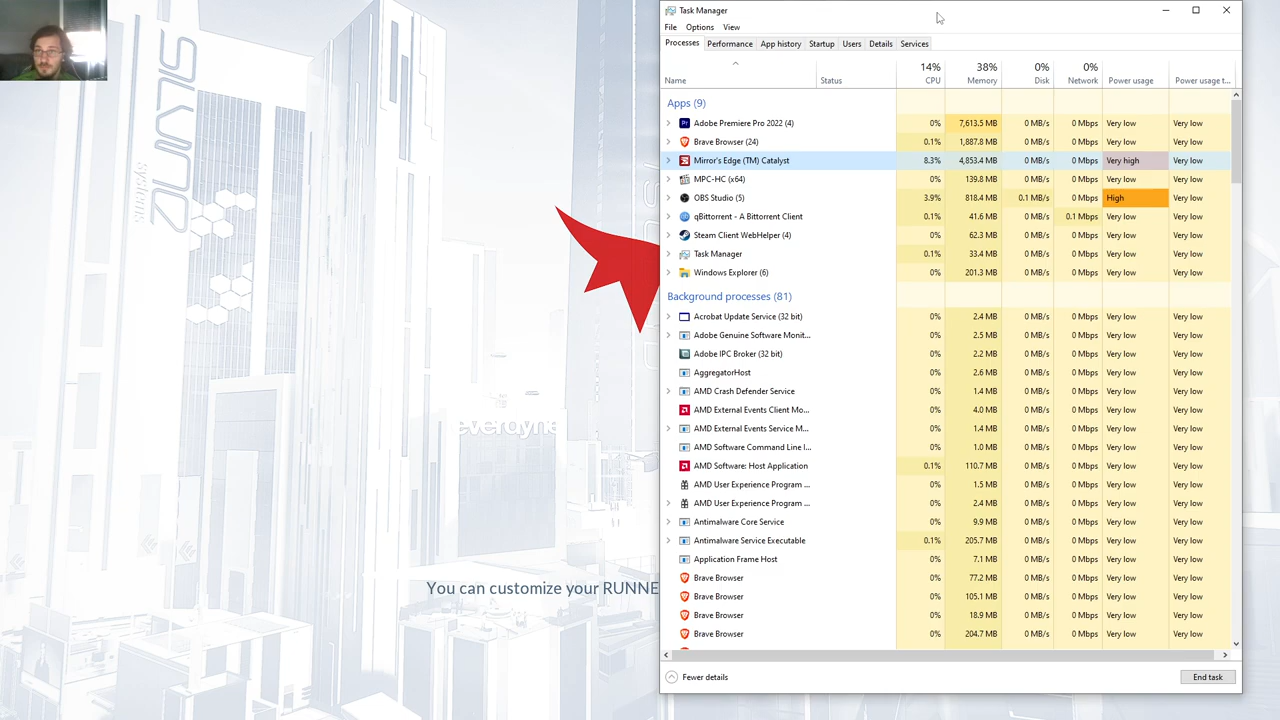 Task Manager
File Options View
Processes Performance App history Startup Users Details Services
14% 38% 0% 0%
Name Status CPU Memory Disk Network Power usage Power usage t...
Apps (9)
Adobe Premiere Pro 2022 (4) 0% 7,613.5 MB 0 MB/s 0 Mbps Very low Very low
Brave Browser (24) 0.1% 1,887.8 MB 0 MB/s 0 Mbps Very low Very low
Mirror's Edge (TM) Catalyst 8.3% 4,853.4 MB 0 MB/s 0 Mbps Very high Very low
MPC-HC (x64) 0% 139.8 MB 0 MB/s 0 Mbps Very low Very low
OBS Studio (5) 3.9% 818.4 MB 0.1 MB/s 0 Mbps High Very low
qBittorrent - A Bittorrent Client 0.1% 41.6 MB 0 MB/s 0.1 Mbps Very low Very low
Steam Client WebHelper (4) 0% 62.3 MB 0 MB/s 0 Mbps Very low Very low
Task Manager 0.1% 33.4 MB 0 MB/s 0 Mbps Very low Very low
Windows Explorer (6) 0% 201.3 MB 0 MB/s 0 Mbps Very low Very low
Background processes (81)
Acrobat Update Service (32 bit) 0% 2.4 MB 0 MB/s 0 Mbps Very low Very low
Adobe Genuine Software Monit... 0% 2.5 MB 0 MB/s 0 Mbps Very low Very low
Adobe IPC Broker (32 bit) 0% 2.2 MB 0 MB/s 0 Mbps Very low Very low
AggregatorHost 0% 2.6 MB 0 MB/s 0 Mbps Very low Very low
AMD Crash Defender Service 0% 1.4 MB 0 MB/s 0 Mbps Very low Very low
AMD External Events Client Mo... 0% 4.0 MB 0 MB/s 0 Mbps Very low Very low
AMD External Events Service M... 0% 1.4 MB 0 MB/s 0 Mbps Very low Very low
AMD Software Command Line I... 0% 1.0 MB 0 MB/s 0 Mbps Very low Very low
AMD Software: Host Application 0.1% 110.7 MB 0 MB/s 0 Mbps Very low Very low
AMD User Experience Program ... 0% 1.5 MB 0 MB/s 0 Mbps Very low Very low
AMD User Experience Program ... 0% 2.4 MB 0 MB/s 0 Mbps Very low Very low
Antimalware Core Service 0% 9.9 MB 0 MB/s 0 Mbps Very low Very low
Antimalware Service Executable 0.1% 205.7 MB 0 MB/s 0 Mbps Very low Very low
Application Frame Host 0% 7.1 MB 0 MB/s 0 Mbps Very low Very low
Brave Browser 0% 77.2 MB 0 MB/s 0 Mbps Very low Very low
Brave Browser 0% 105.1 MB 0 MB/s 0 Mbps Very low Very low
Brave Browser 0% 18.9 MB 0 MB/s 0 Mbps Very low Very low
Brave Browser 0% 204.7 MB 0 MB/s 0 Mbps Very low Very low
Fewer details End task
systems
everdyne
You can customize your RUNNE